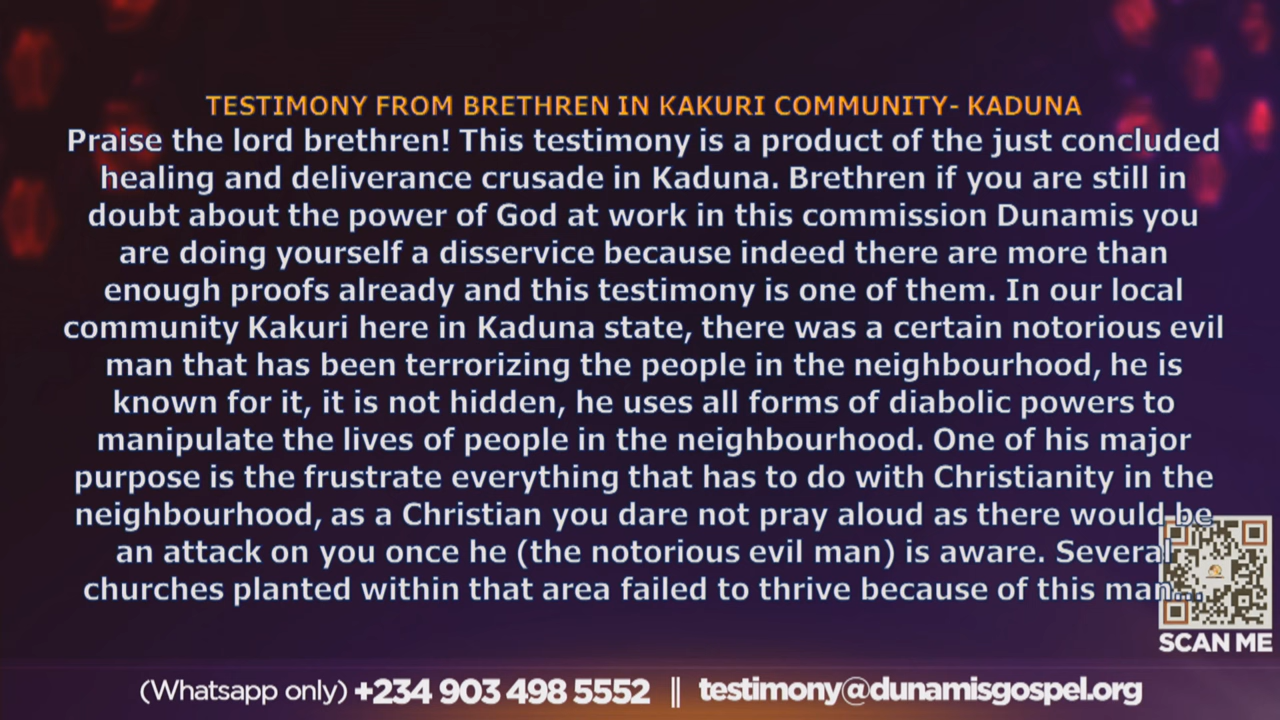 TESTIMONY FROM BRETHREN IN KAKURI COMMUNITY- KADUNA
Praise the lord brethren! This testimony is a product of the just concluded
healing and deliverance crusade in Kaduna. Brethren if you are still in
doubt about the power of God at work in this commission Dunamis you
are doing yourself a disservice because indeed there are more than
enough proofs already and this testimony is one of them. In our local
community Kakuri here in Kaduna state, there was a certain notorious evil
man that has been terrorizing the people in the neighbourhood, he is
known for it, it is not hidden, he uses all forms of diabolic powers to
manipulate the lives of people in the neighbourhood. One of his major
purpose is the frustrate everything that has to do with Christianity in the
neighbourhood, as a Christian you dare not pray aloud as there would be
an attack on you once he (the notorious evil man) is aware. Several
churches planted within that area failed to thrive because of this man...
SCAN ME
(Whatsapp only) +234 903 498 5552 || testimony@dunamisgospel.org